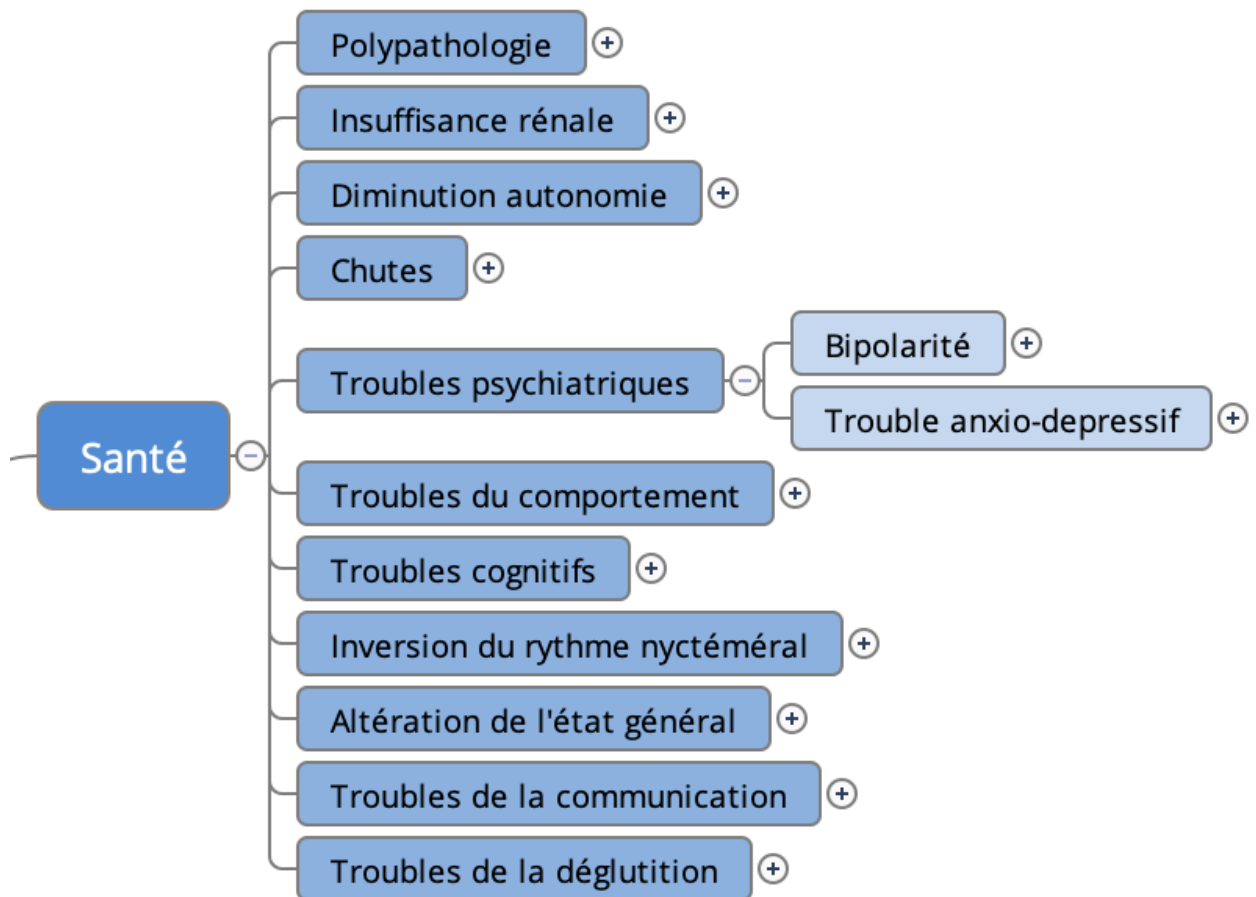 Polypathologie
Insuffisance rénale
Diminution autonomie
Chutes
Bipolarité
Troubles psychiatriques
Trouble anxio-depressif
Santé
Troubles du comportement
Troubles cognitifs
Inversion du rythme nyctéméral
Altération de l'état général
Troubles de la communication
Troubles de la déglutition